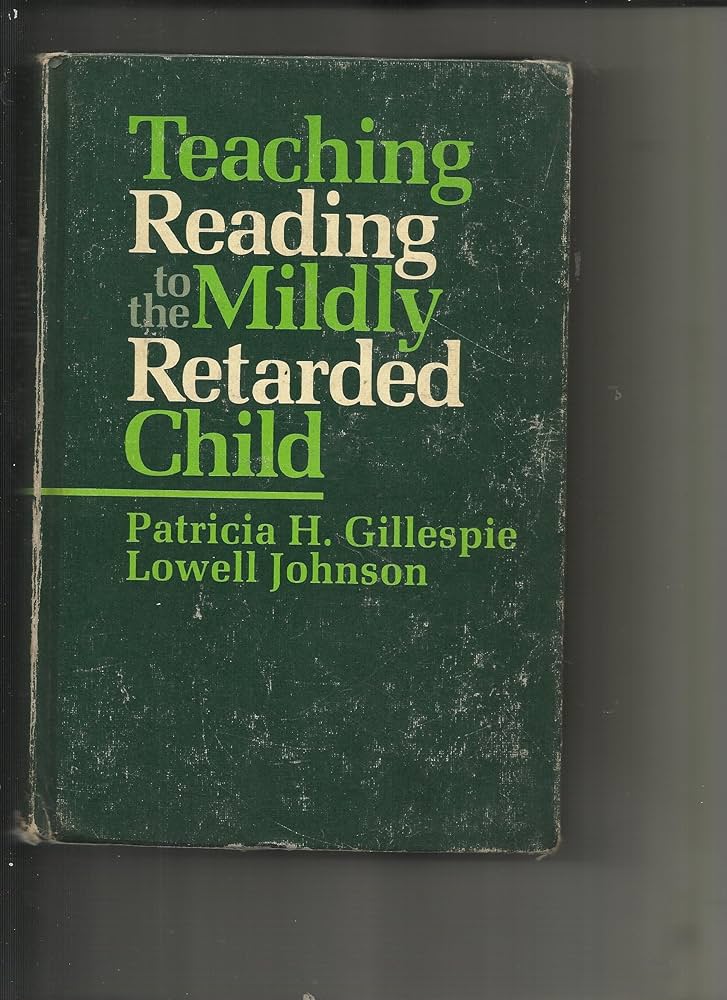 Teaching
Reading
to
the Mildly
Retarded
Child
Patricia H. Gillespie
Lowell Johnson